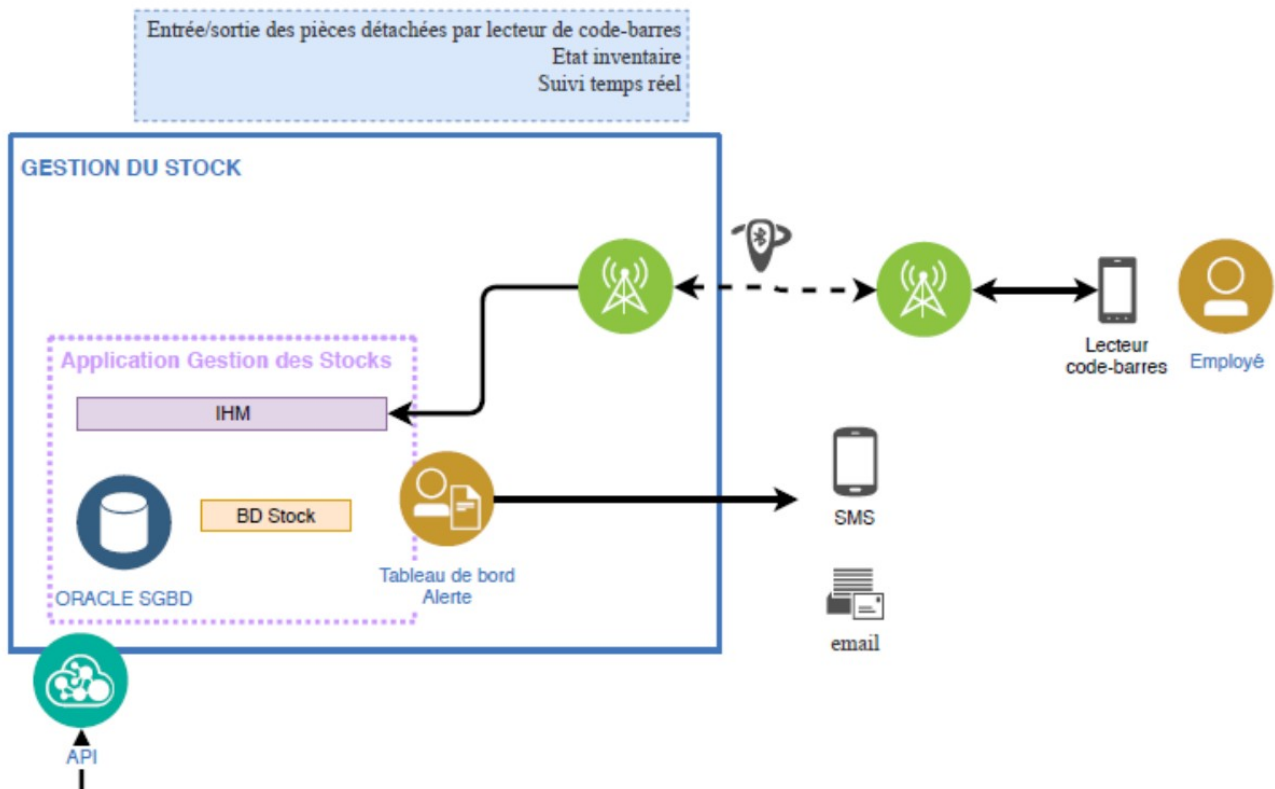 Entrée/sortie des pièces détachées par lecteur de code-barres
Etat inventaire
Suivi temps réel
GESTION DU STOCK
Application Gestion des Stocks
IHM
BD Stock
ORACLE SGBD
Tableau de bord
Alerte
Lecteur
code-barres
Employé
SMS
email
API